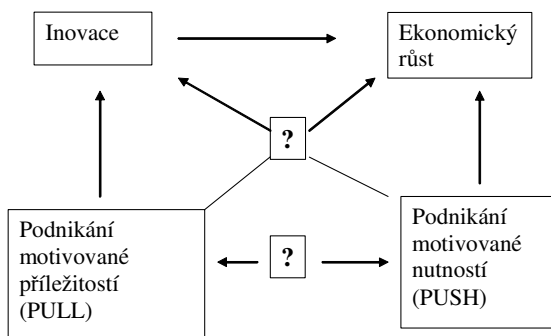 Inovace
Ekonomický
růst
?
Podnikání
motivované
příležitostí
(PULL)
?
Podnikání
motivované
nutností
(PUSH)